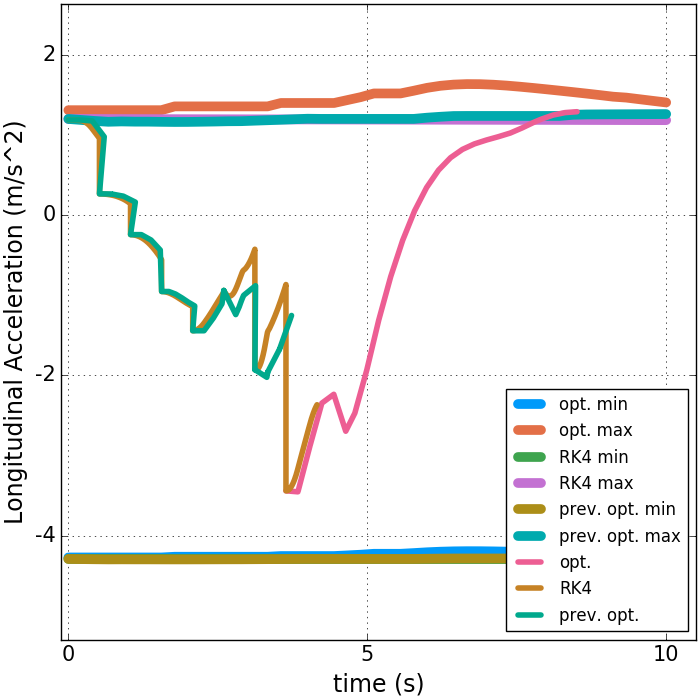 Longitudinal Acceleration (m/s^2)
2
0
-2
-4
0
5
10
time (s)
opt. min
opt. max
RK4 min
RK4 max
prev. opt. min
prev. opt. max
opt.
RK4
prev. opt.